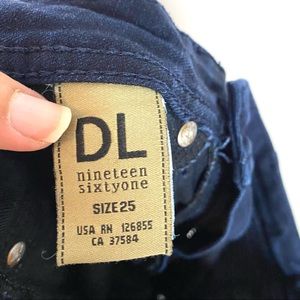 DL
nineteen
sixtyone
SIZE 25
USA RN 126855
CA 37584